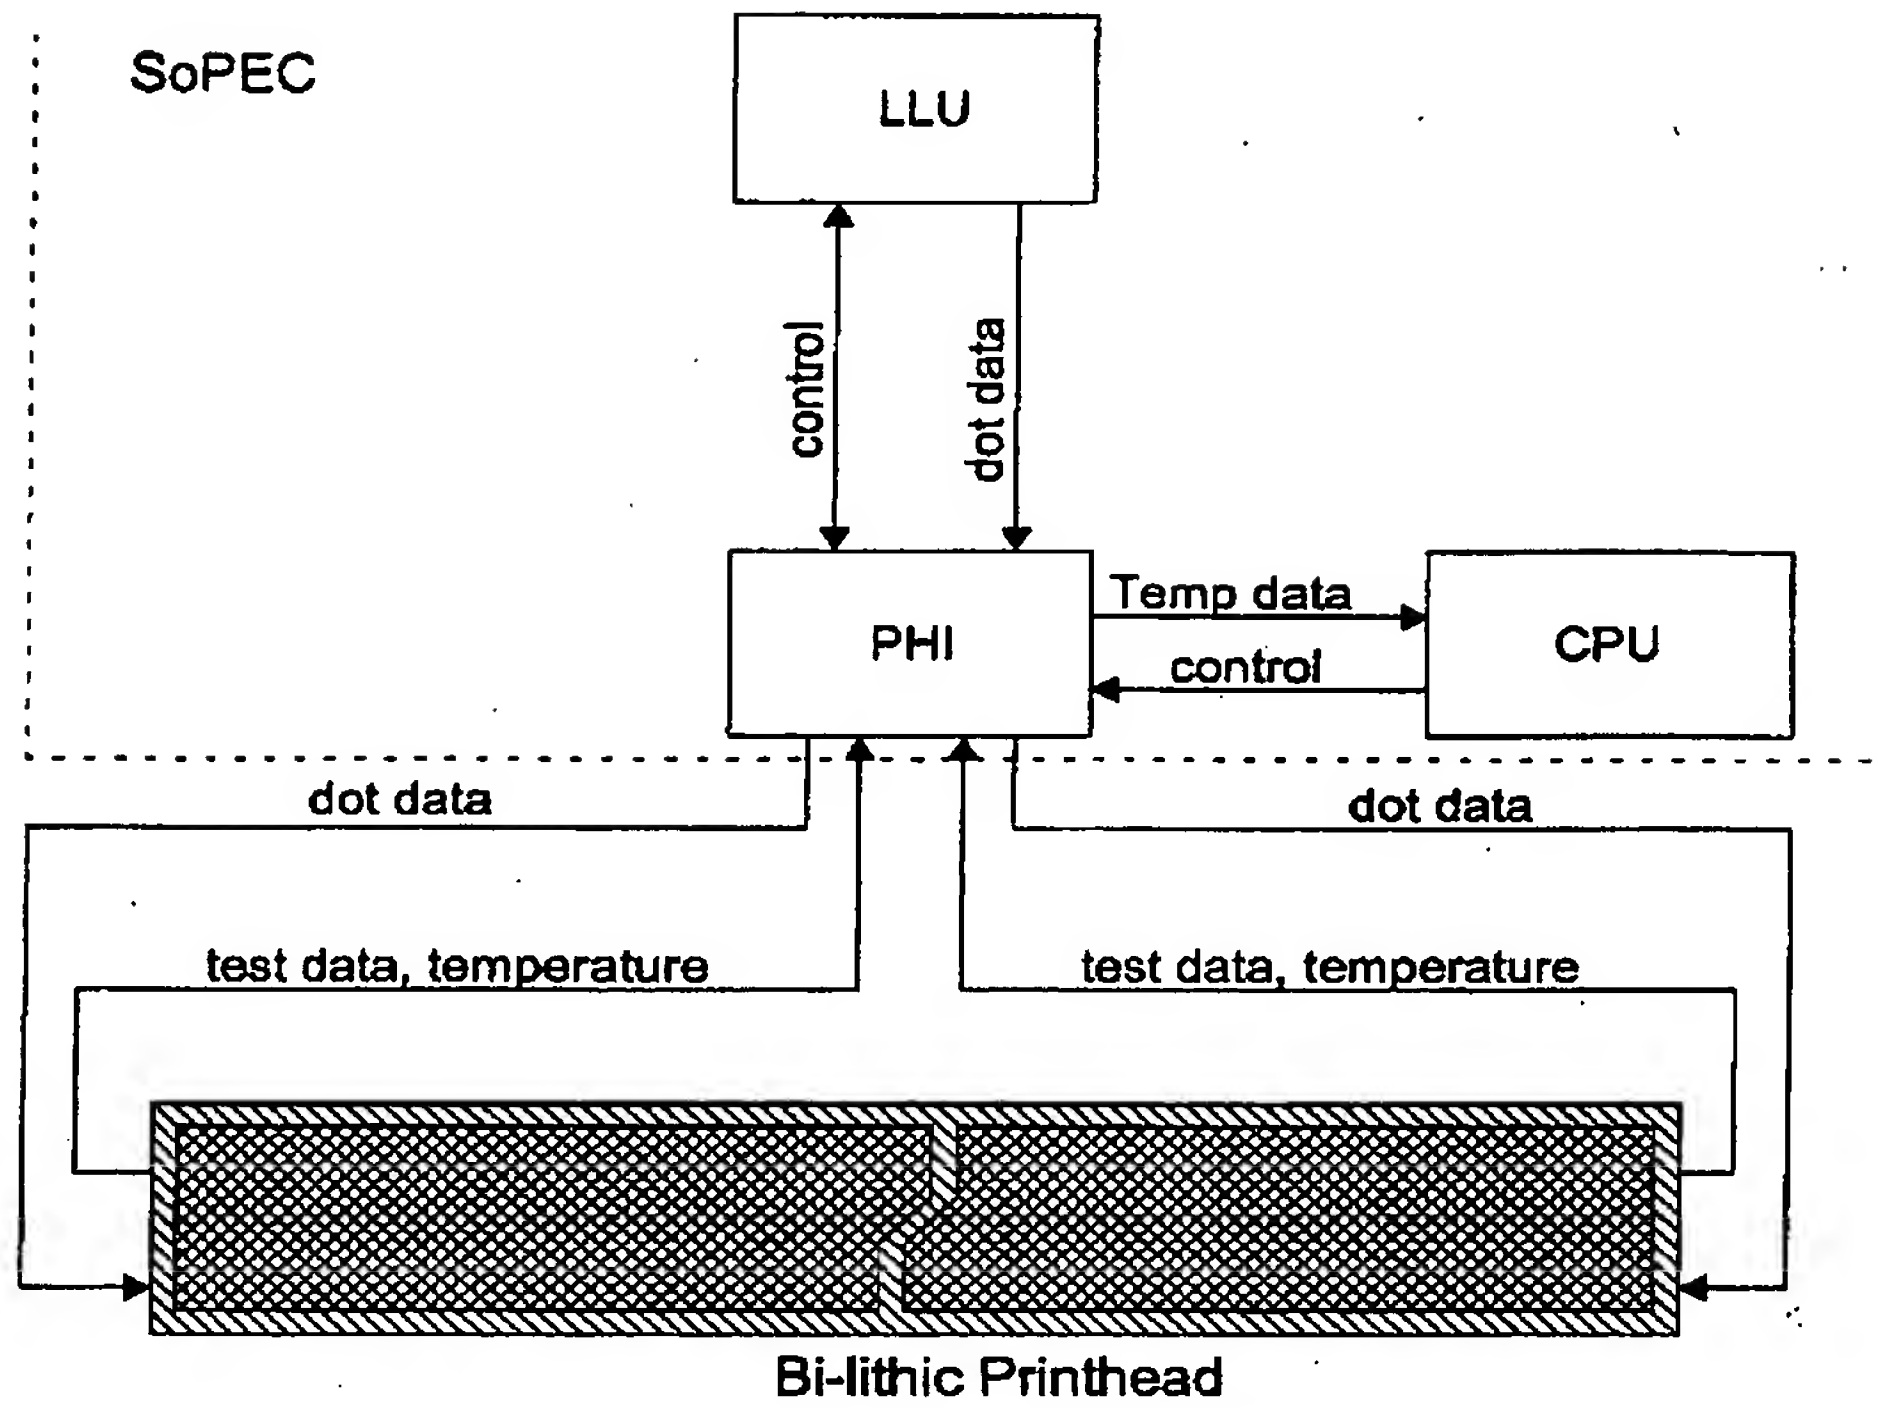 SoPEC
LLU
control
dot data
PHI
Temp data
control
CPU
dot data
dot data
test data, temperature
test data, temperature
Bi-lithic Printhead